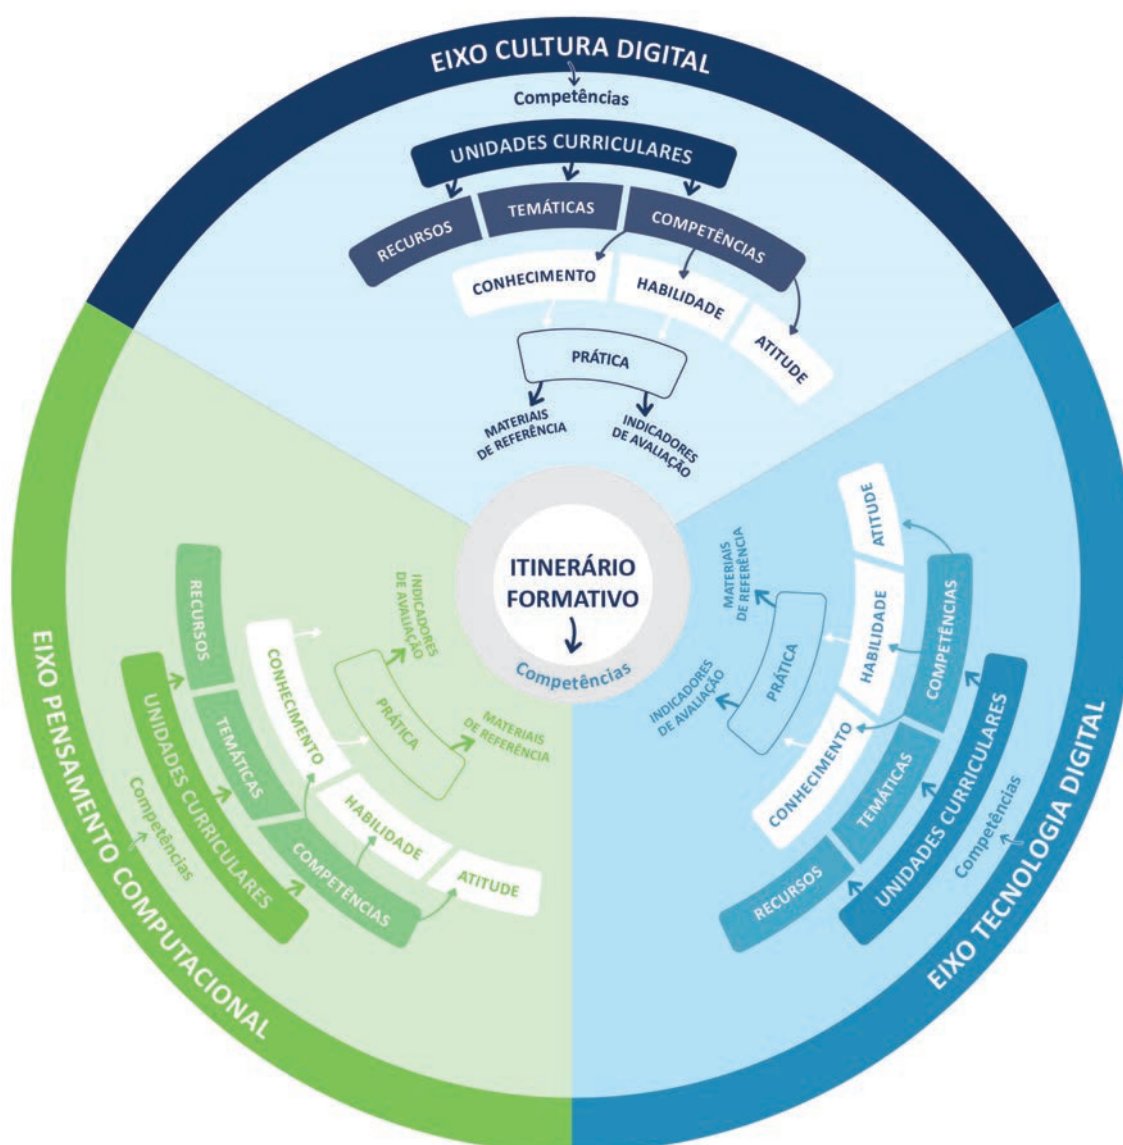 EIXO CULTURA DIGITAL
Competências
UNIDADES CURRICULARES
RECURSOS
TEMÁTICAS
COMPETÊNCIAS
CONHECIMENTO
HABILIDADE
ATITUDE
PRÁTICA
MATERIAIS
DE REFERÊNCIA
INDICADORES
DE AVALIAÇÃO
ITINERÁRIO
FORMATIVO
Competências
EIXO TECNOLOGIA DIGITAL
Competências
UNIDADES CURRICULARES
RECURSOS
TEMÁTICAS
COMPETÊNCIAS
CONHECIMENTO
HABILIDADE
ATITUDE
PRÁTICA
MATERIAIS
DE REFERÊNCIA
INDICADORES
DE AVALIAÇÃO
EIXO PENSAMENTO COMPUTACIONAL
Competências
UNIDADES CURRICULARES
RECURSOS
TEMÁTICAS
COMPETÊNCIAS
CONHECIMENTO
HABILIDADE
ATITUDE
PRÁTICA
INDICADORES
DE AVALIAÇÃO
MATERIAIS
DE REFERÊNCIA